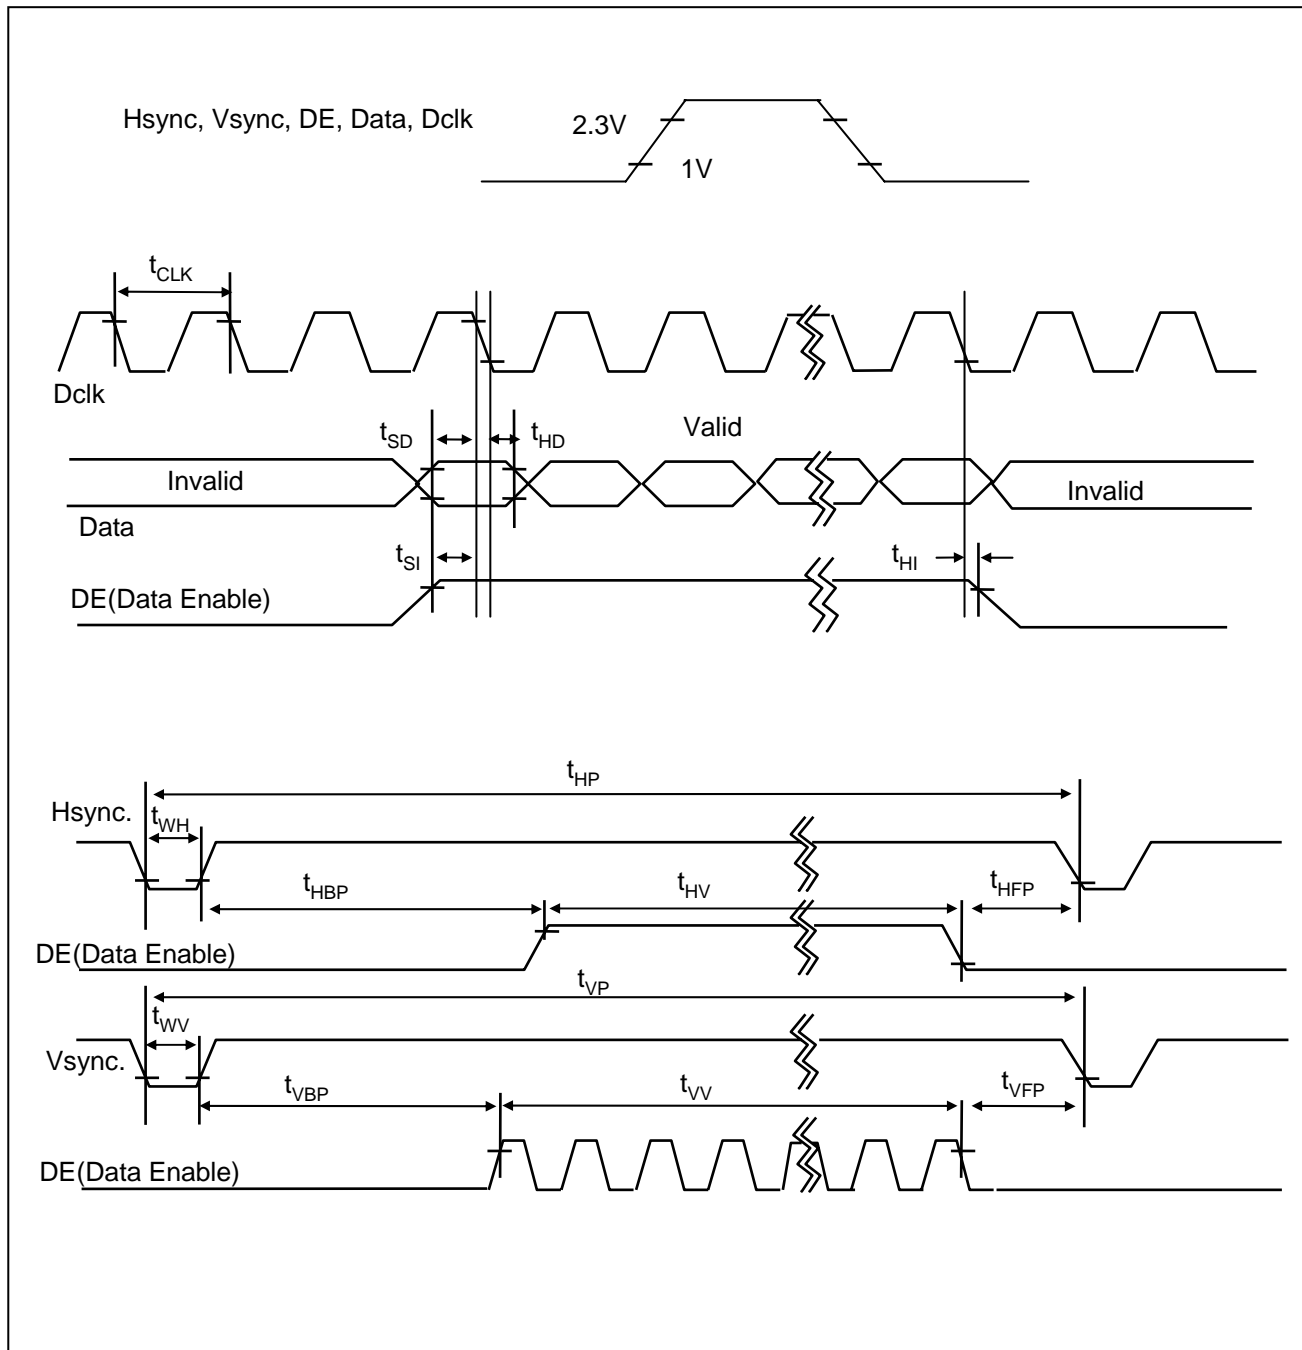 Hsync, Vsync, DE, Data, Dclk
2.3V
1V
tCLK
Dclk
tSD
tHD
Valid
Invalid
Invalid
Data
tSI
tHI
DE(Data Enable)
tHP
Hsync.
tWH
tHBP
tHV
tHFP
DE(Data Enable)
tVP
tWV
Vsync.
tVBP
tVV
tVFP
DE(Data Enable)